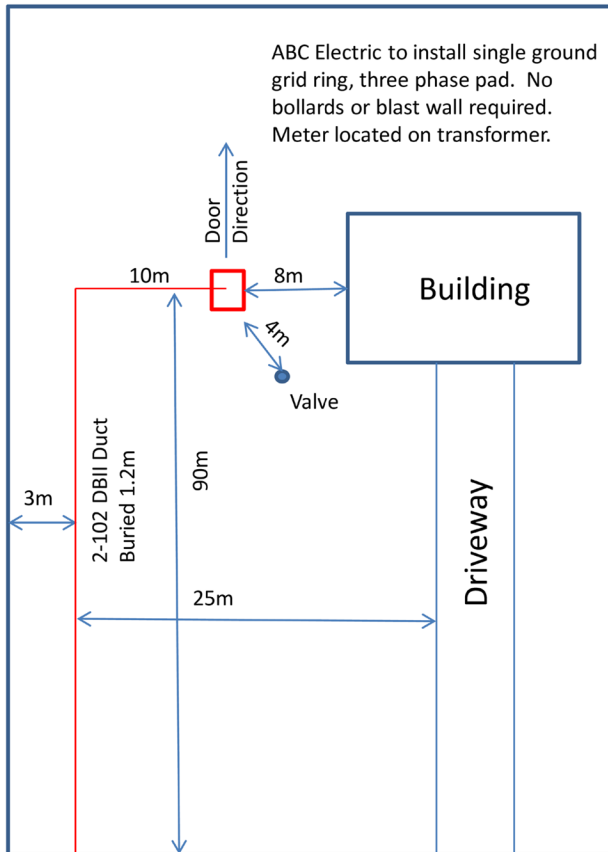 ABC Electric to install single ground
grid ring, three phase pad.  No
bollards or blast wall required.
Meter located on transformer.
Door
Direction
10m
8m
Building
4m
Valve
2-102 DBII Duct
Buried 1.2m
90m
3m
Driveway
25m